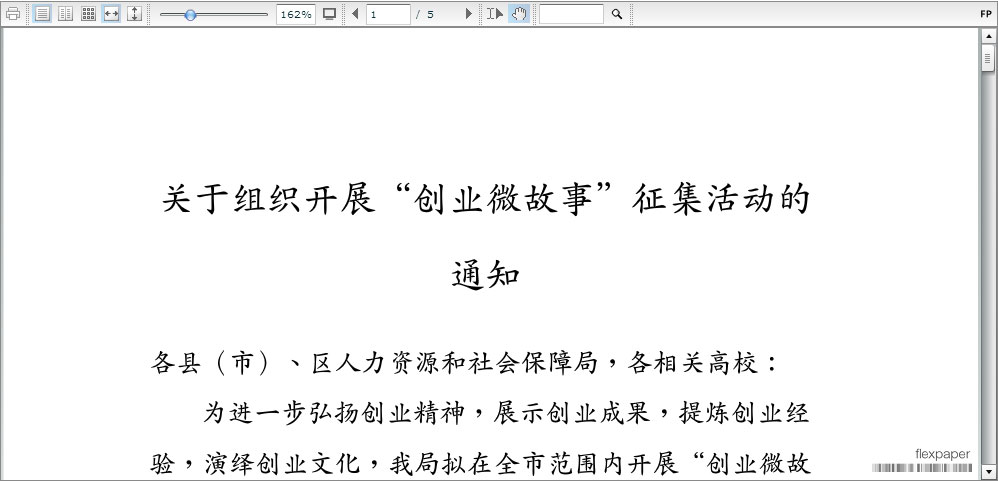 162% 1 / 5 FP
关于组织开展“创业微故事”征集活动的
通知
各县（市）、区人力资源和社会保障局，各相关高校：
为进一步弘扬创业精神，展示创业成果，提炼创业经
验，演绎创业文化，我局拟在全市范围内开展“创业微故
flexpaper